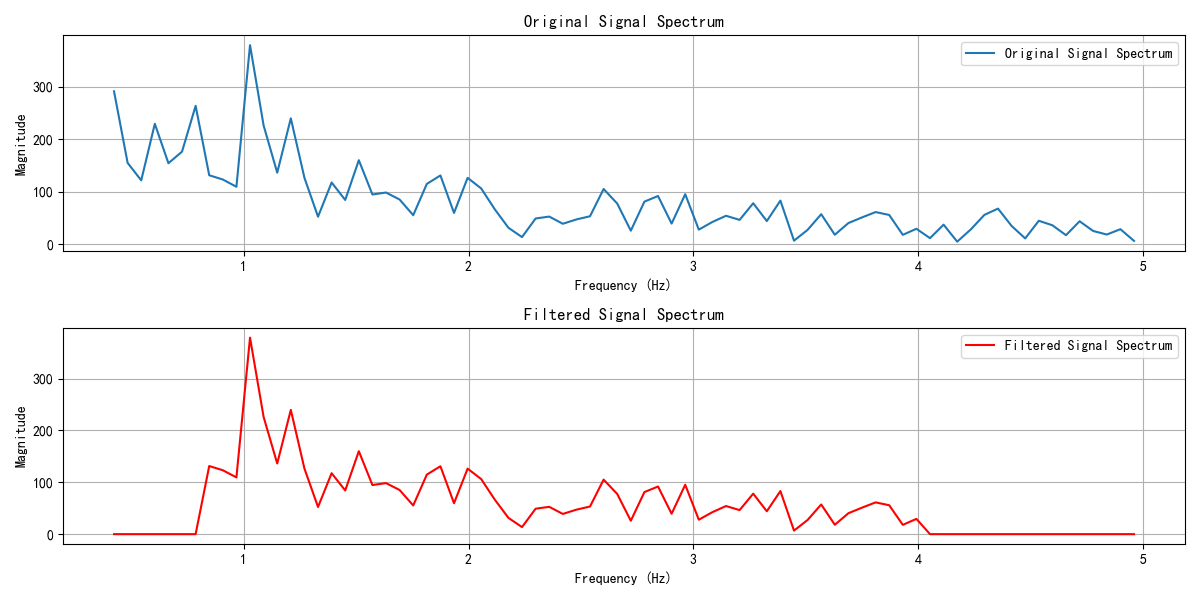 Original Signal Spectrum
Original Signal Spectrum
Magnitude
300
200
100
0
1 2 3 4 5
Frequency (Hz)
Filtered Signal Spectrum
Filtered Signal Spectrum
Magnitude
300
200
100
0
1 2 3 4 5
Frequency (Hz)